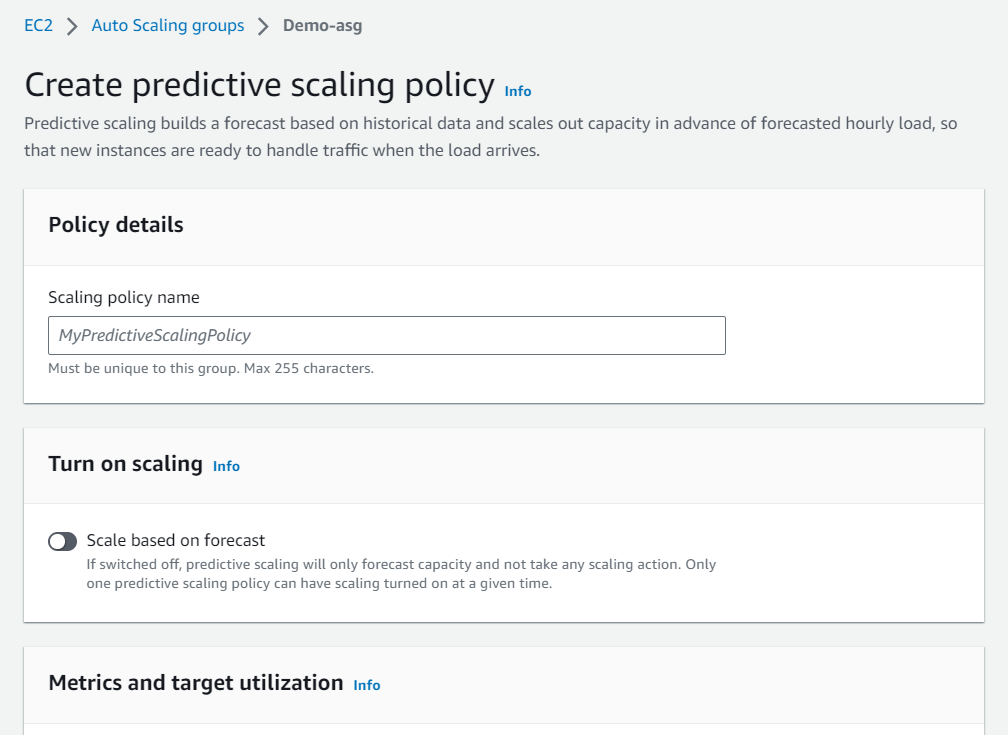 EC2 > Auto Scaling groups > Demo-asg
Create predictive scaling policy Info
Predictive scaling builds a forecast based on historical data and scales out capacity in advance of forecasted hourly load, so
that new instances are ready to handle traffic when the load arrives.
Policy details
Scaling policy name
MyPredictiveScalingPolicy
Must be unique to this group. Max 255 characters.
Turn on scaling Info
Scale based on forecast
If switched off, predictive scaling will only forecast capacity and not take any scaling action. Only
one predictive scaling policy can have scaling turned on at a given time.
Metrics and target utilization Info